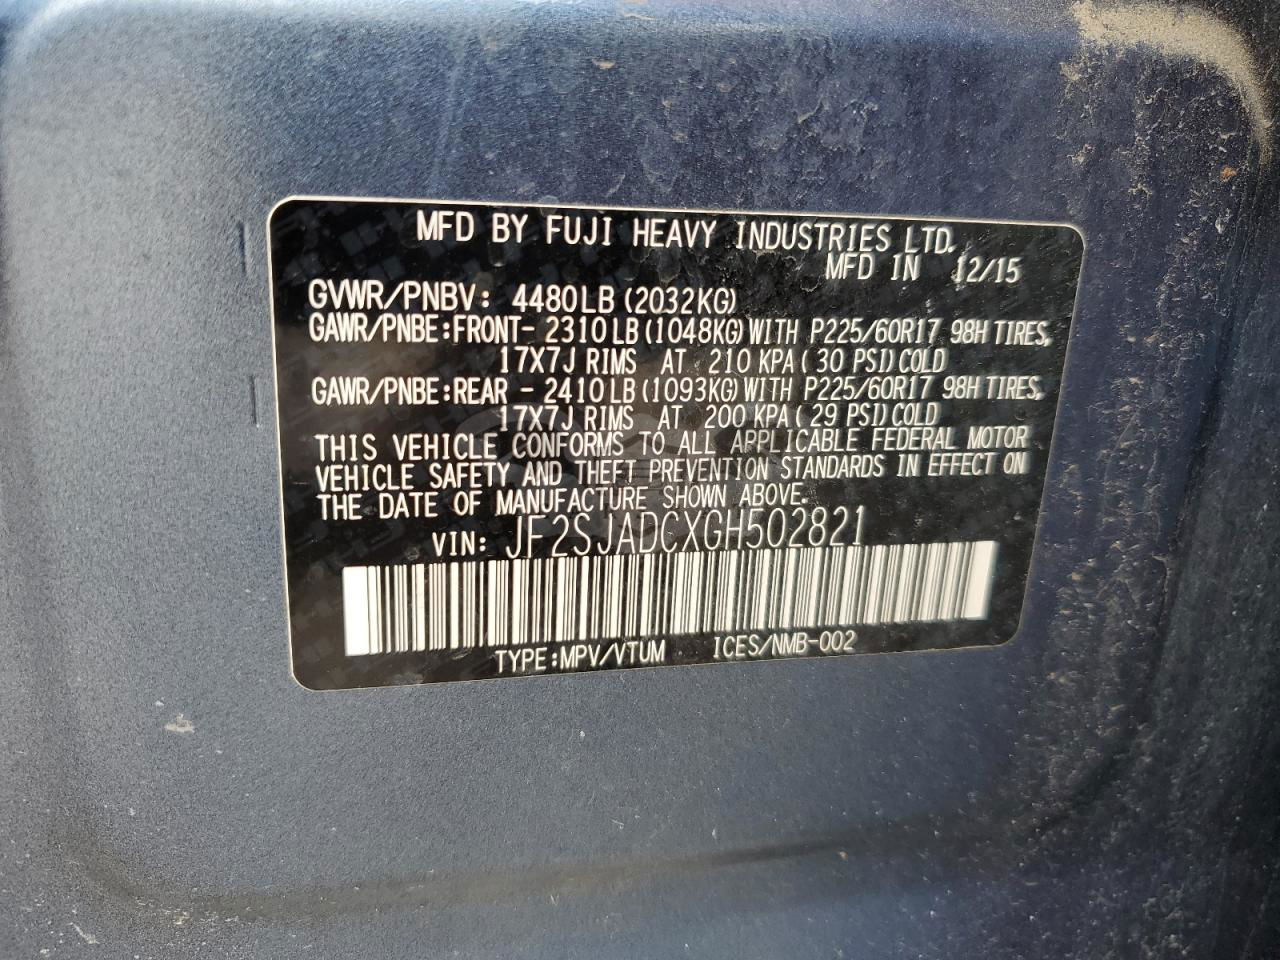 MFD BY FUJI HEAVY INDUSTRIES LTD.
MFD IN 12/15
GVWR/PNBV: 4480LB (2032KG)
GAWR/PNBE:FRONT- 2310 LB (1048KG) WITH P225/60R17 98H TIRES,
17X7J RIMS AT 210 KPA (30 PSI) COLD
GAWR/PNBE:REAR - 2410 LB (1093KG) WITH P225/60R17 98H TIRES,
17X7J RIMS AT 200 KPA (29 PSI) COLD
THIS VEHICLE CONFORMS TO ALL APPLICABLE FEDERAL MOTOR
VEHICLE SAFETY AND THEFT PREVENTION STANDARDS IN EFFECT ON
THE DATE OF MANUFACTURE SHOWN ABOVE.
VIN: JF2SJADCXGH502821
TYPE:MPV/VTUM ICES/NMB-002